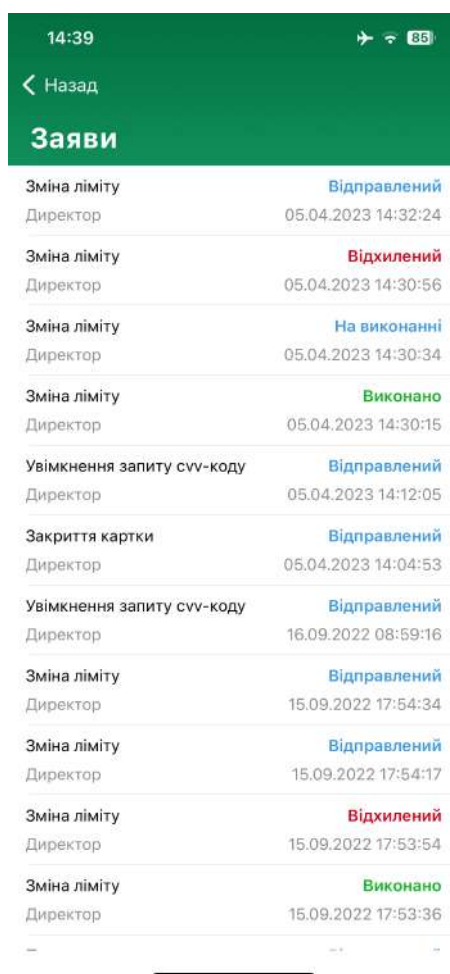 14:39 85
Назад
Заяви
Зміна ліміту Відправлений
Директор 05.04.2023 14:32:24
Зміна ліміту Відхилений
Директор 05.04.2023 14:30:56
Зміна ліміту На виконанні
Директор 05.04.2023 14:30:34
Зміна ліміту Виконано
Директор 05.04.2023 14:30:15
Увімкнення запиту cvv-коду Відправлений
Директор 05.04.2023 14:12:05
Закриття картки Відправлений
Директор 05.04.2023 14:04:53
Увімкнення запиту cvv-коду Відправлений
Директор 16.09.2022 08:59:16
Зміна ліміту Відправлений
Директор 15.09.2022 17:54:34
Зміна ліміту Відправлений
Директор 15.09.2022 17:54:17
Зміна ліміту Відхилений
Директор 15.09.2022 17:53:54
Зміна ліміту Виконано
Директор 15.09.2022 17:53:36